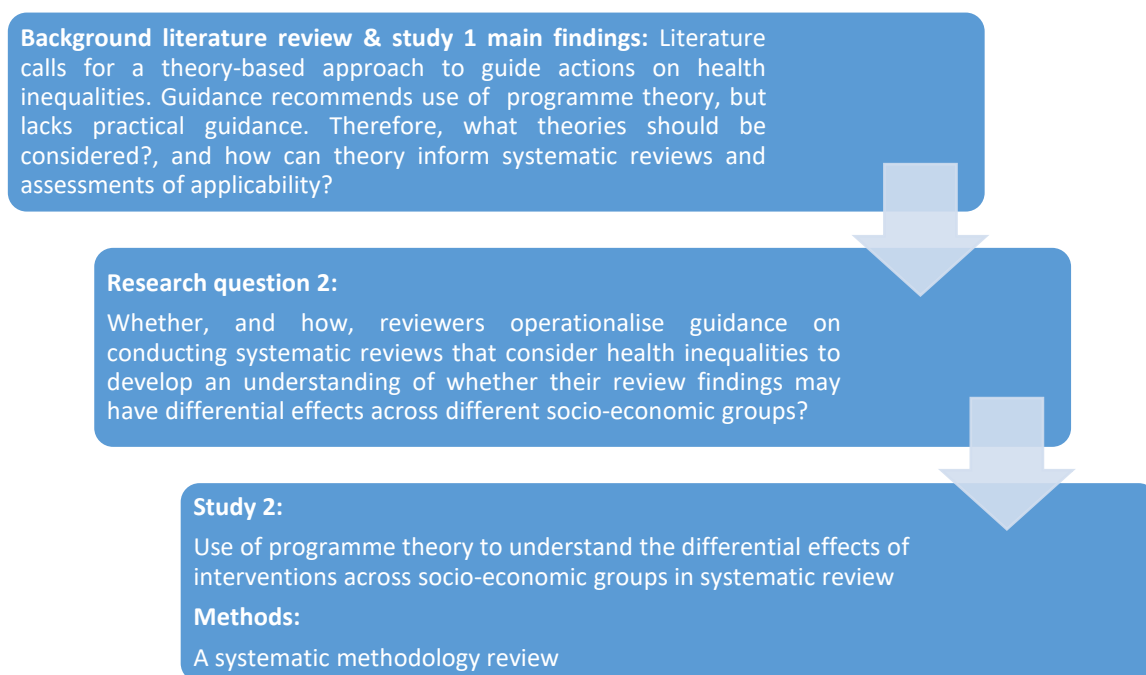 Background literature review & study 1 main findings: Literature
calls for a theory-based approach to guide actions on health
inequalities. Guidance recommends use of programme theory, but
lacks practical guidance. Therefore, what theories should be
considered?, and how can theory inform systematic reviews and
assessments of applicability?
Research question 2:
Whether, and how, reviewers operationalise guidance on
conducting systematic reviews that consider health inequalities to
develop an understanding of whether their review findings may
have differential effects across different socio-economic groups?
Study 2:
Use of programme theory to understand the differential effects of
interventions across socio-economic groups in systematic review
Methods:
A systematic methodology review